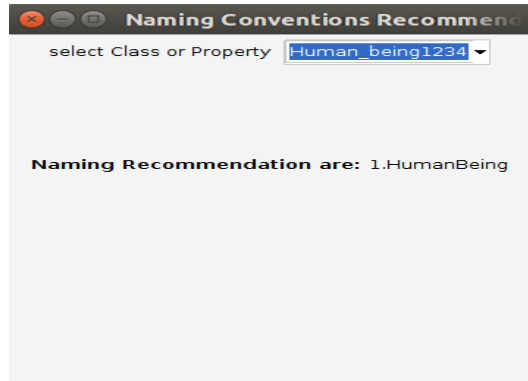 Naming Conventions Recommend
select Class or Property Human_being1234
Naming Recommendation are: 1.HumanBeing